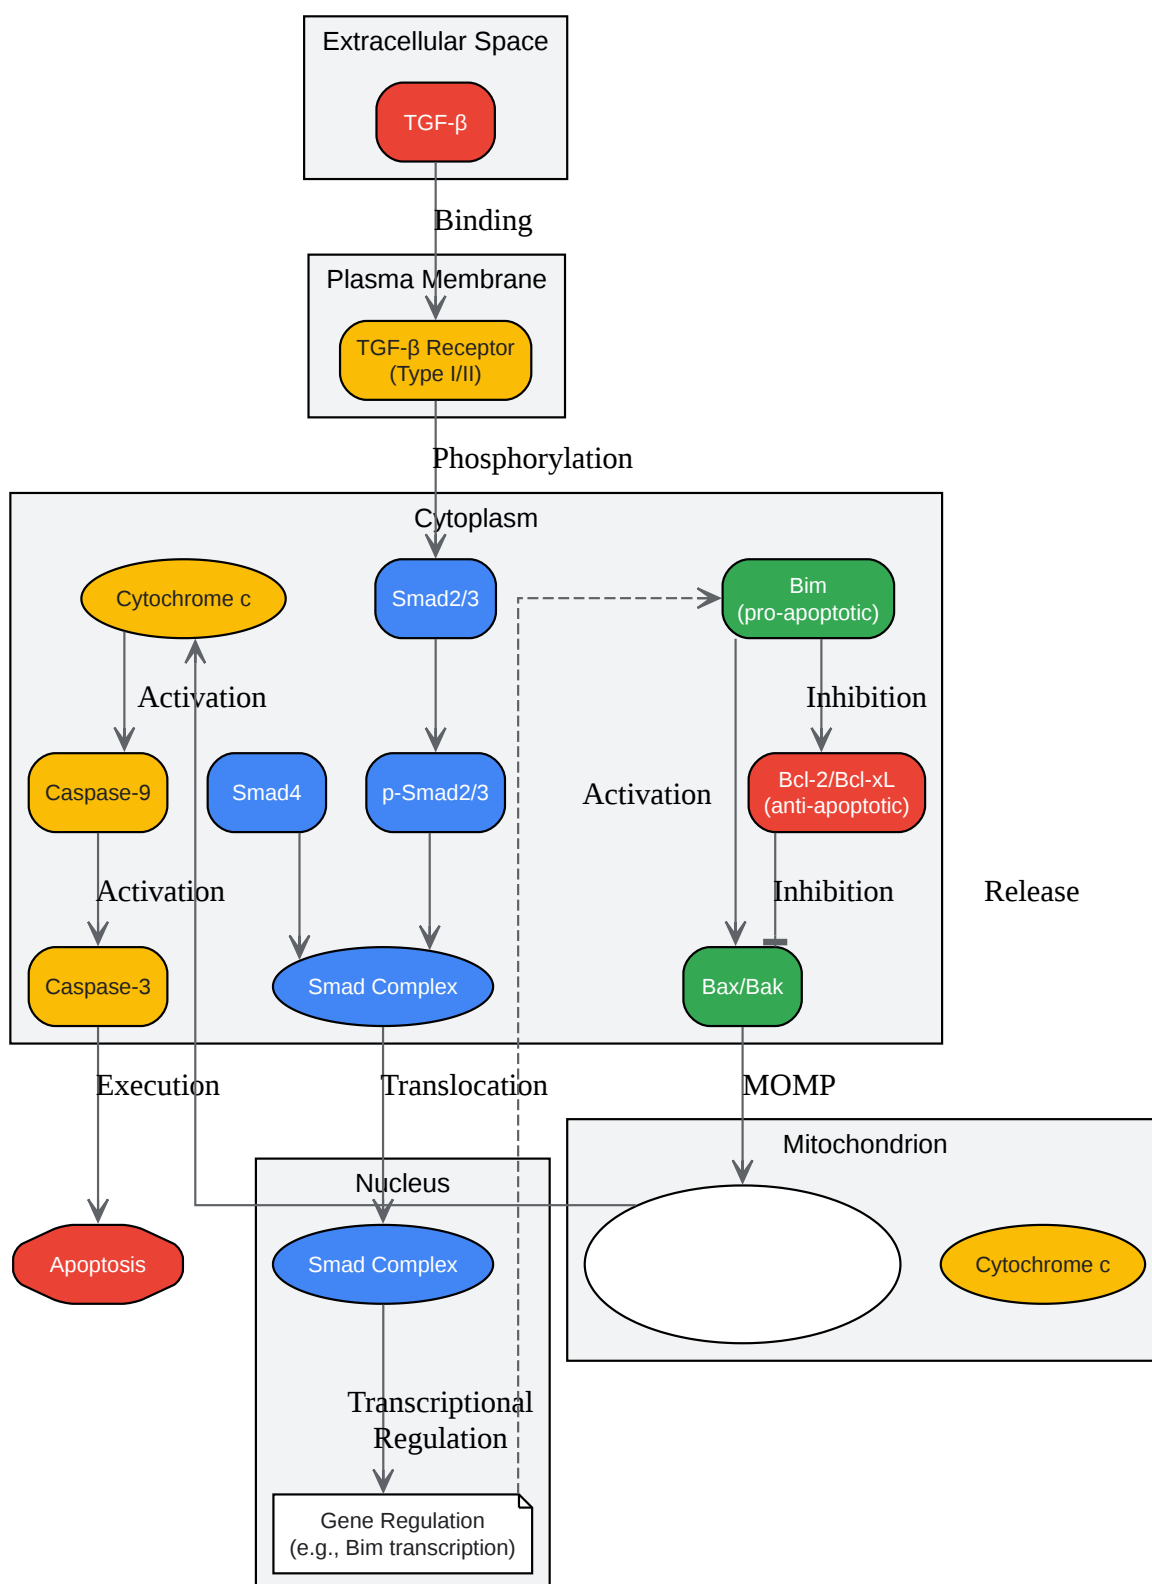 Extracellular Space
TGF-β
Binding
Plasma Membrane
TGF-β Receptor
(Type I/II)
Phosphorylation
Cytoplasm
Cytochrome c
Smad2/3
Bim
(pro-apoptotic)
Activation
Inhibition
Caspase-9
Smad4
p-Smad2/3
Activation
Bcl-2/Bcl-xL
(anti-apoptotic)
Activation
Inhibition
Release
Caspase-3
Smad Complex
Bax/Bak
Execution
Translocation
MOMP
Mitochondrion
Nucleus
Apoptosis
Smad Complex
Cytochrome c
Transcriptional
Regulation
Gene Regulation
(e.g., Bim transcription)